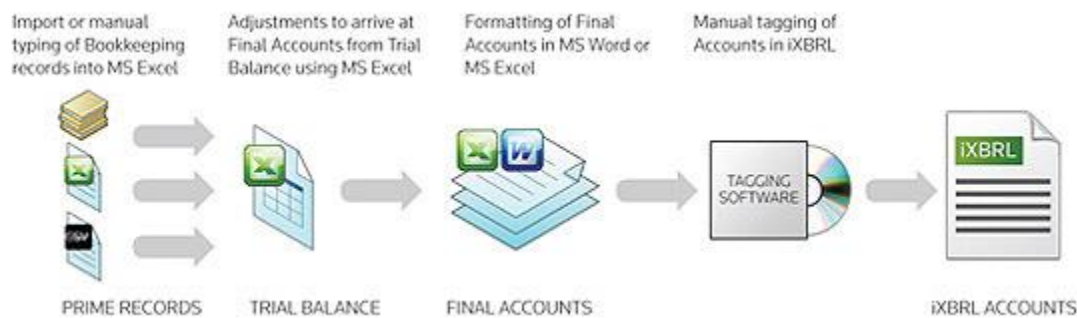 Import or manual
typing of Bookkeeping
records into MS Excel
Adjustments to arrive at
Final Accounts from Trial
Balance using MS Excel
Formatting of Final
Accounts in MS Word or
MS Excel
Manual tagging of
Accounts in iXBRL
TAGGING
SOFTWARE
iXBRL
PRIME RECORDS
TRIAL BALANCE
FINAL ACCOUNTS
iXBRL ACCOUNTS